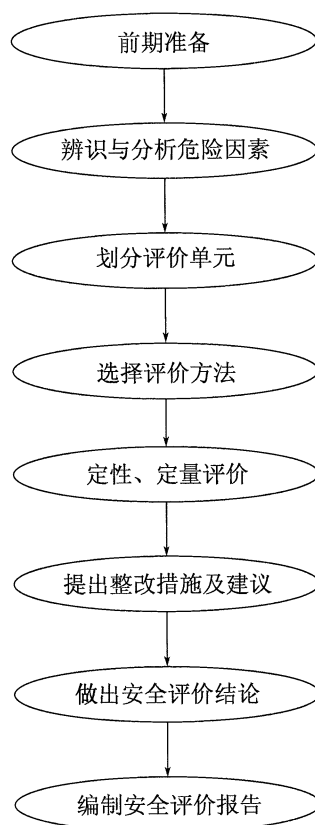 前期准备
辨识与分析危险因素
划分评价单元
选择评价方法
定性、定量评价
提出整改措施及建议
做出安全评价结论
编制安全评价报告